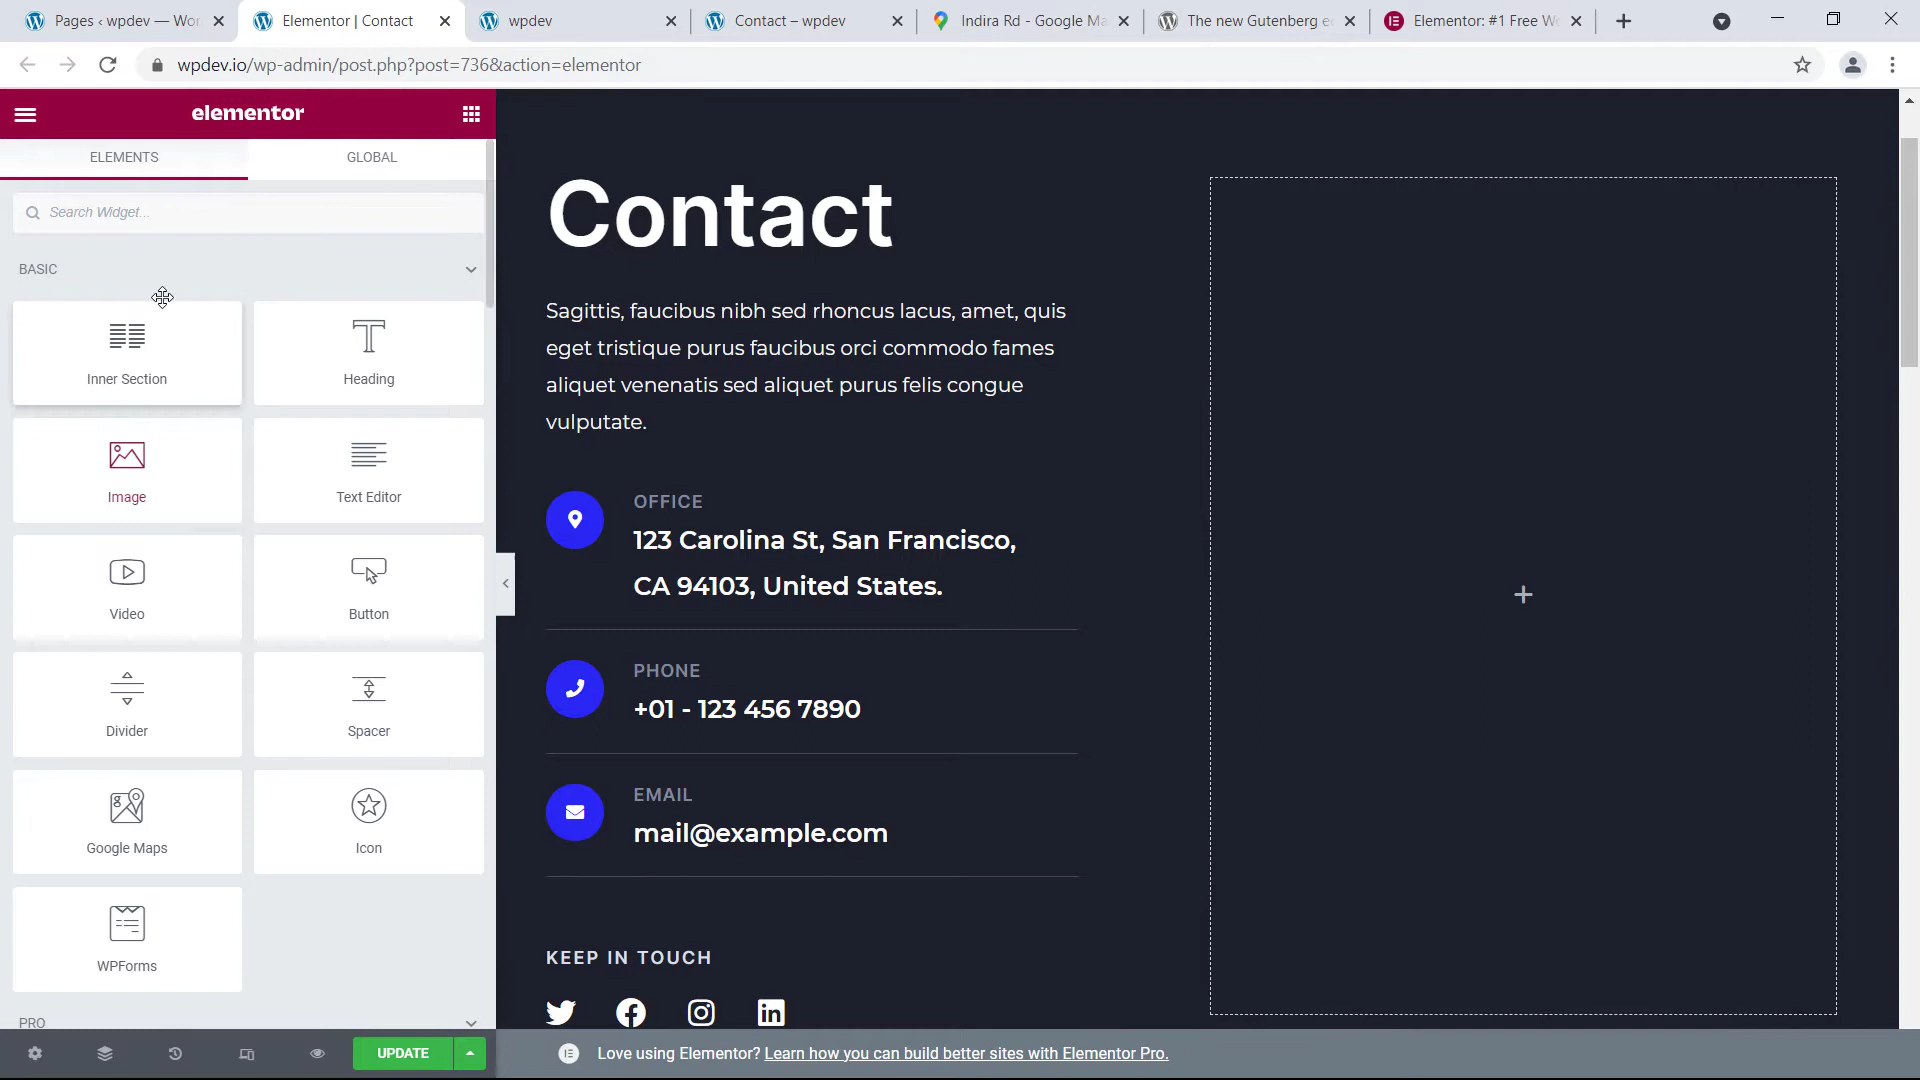 Pages ‹ wpdev — Wor
Elementor | Contact
wpdev
Contact – wpdev
Indira Rd - Google Ma
The new Gutenberg e
Elementor: #1 Free W
wpdev.io/wp-admin/post.php?post=736&action=elementor
elementor
ELEMENTS
GLOBAL
Search Widget...
BASIC
Inner Section
Heading
Image
Text Editor
Video
Button
Divider
Spacer
Google Maps
Icon
WPForms
PRO
UPDATE
Contact
Sagittis, faucibus nibh sed rhoncus lacus, amet, quis
eget tristique purus faucibus orci commodo fames
aliquet venenatis sed aliquet purus felis congue
vulputate.
OFFICE
123 Carolina St, San Francisco,
CA 94103, United States.
PHONE
+01 - 123 456 7890
EMAIL
mail@example.com
KEEP IN TOUCH
Love using Elementor? Learn how you can build better sites with Elementor Pro.